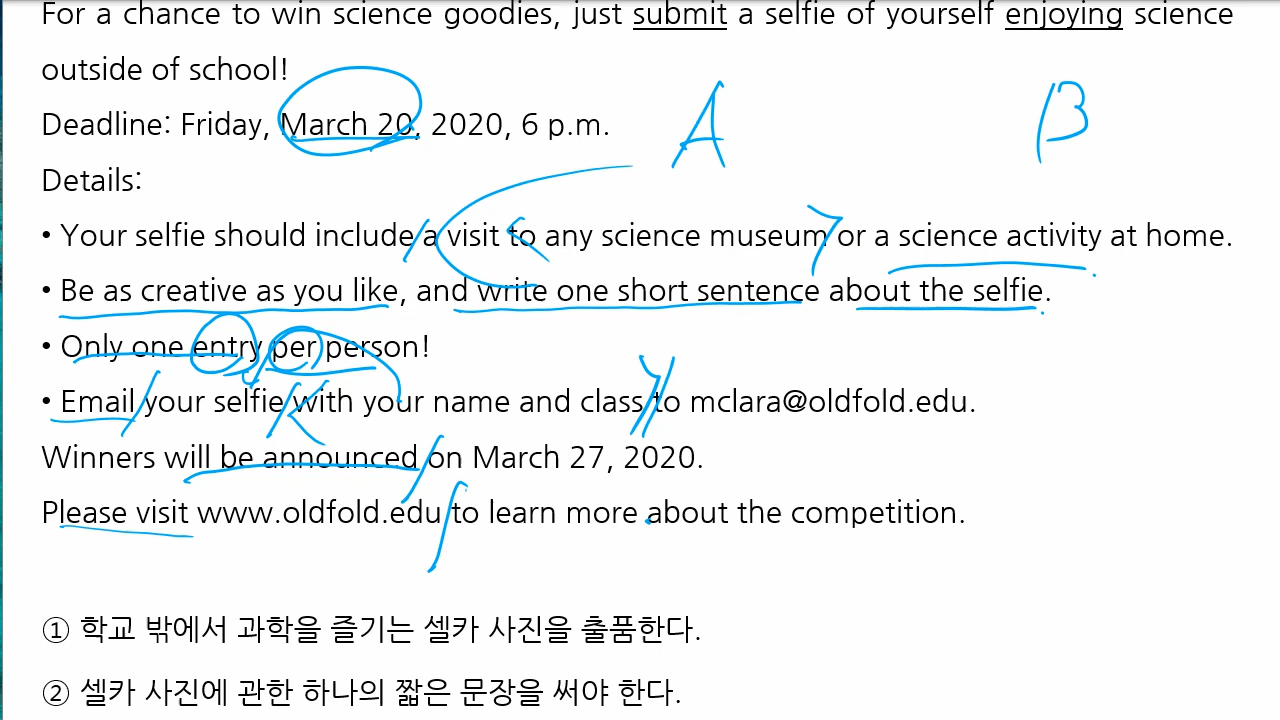 For a chance to win science goodies, just submit a selfie of yourself enjoying science
outside of school!
Deadline: Friday, March 20, 2020, 6 p.m.
A B
Details:
• Your selfie should include a visit to any science museum or a science activity at home.
• Be as creative as you like, and write one short sentence about the selfie.
• Only one entry per person!
• Email your selfie with your name and class to mclara@oldfold.edu.
Winners will be announced on March 27, 2020.
Please visit www.oldfold.edu to learn more about the competition.
① 학교 밖에서 과학을 즐기는 셀카 사진을 출품한다.
② 셀카 사진에 관한 하나의 짧은 문장을 써야 한다.